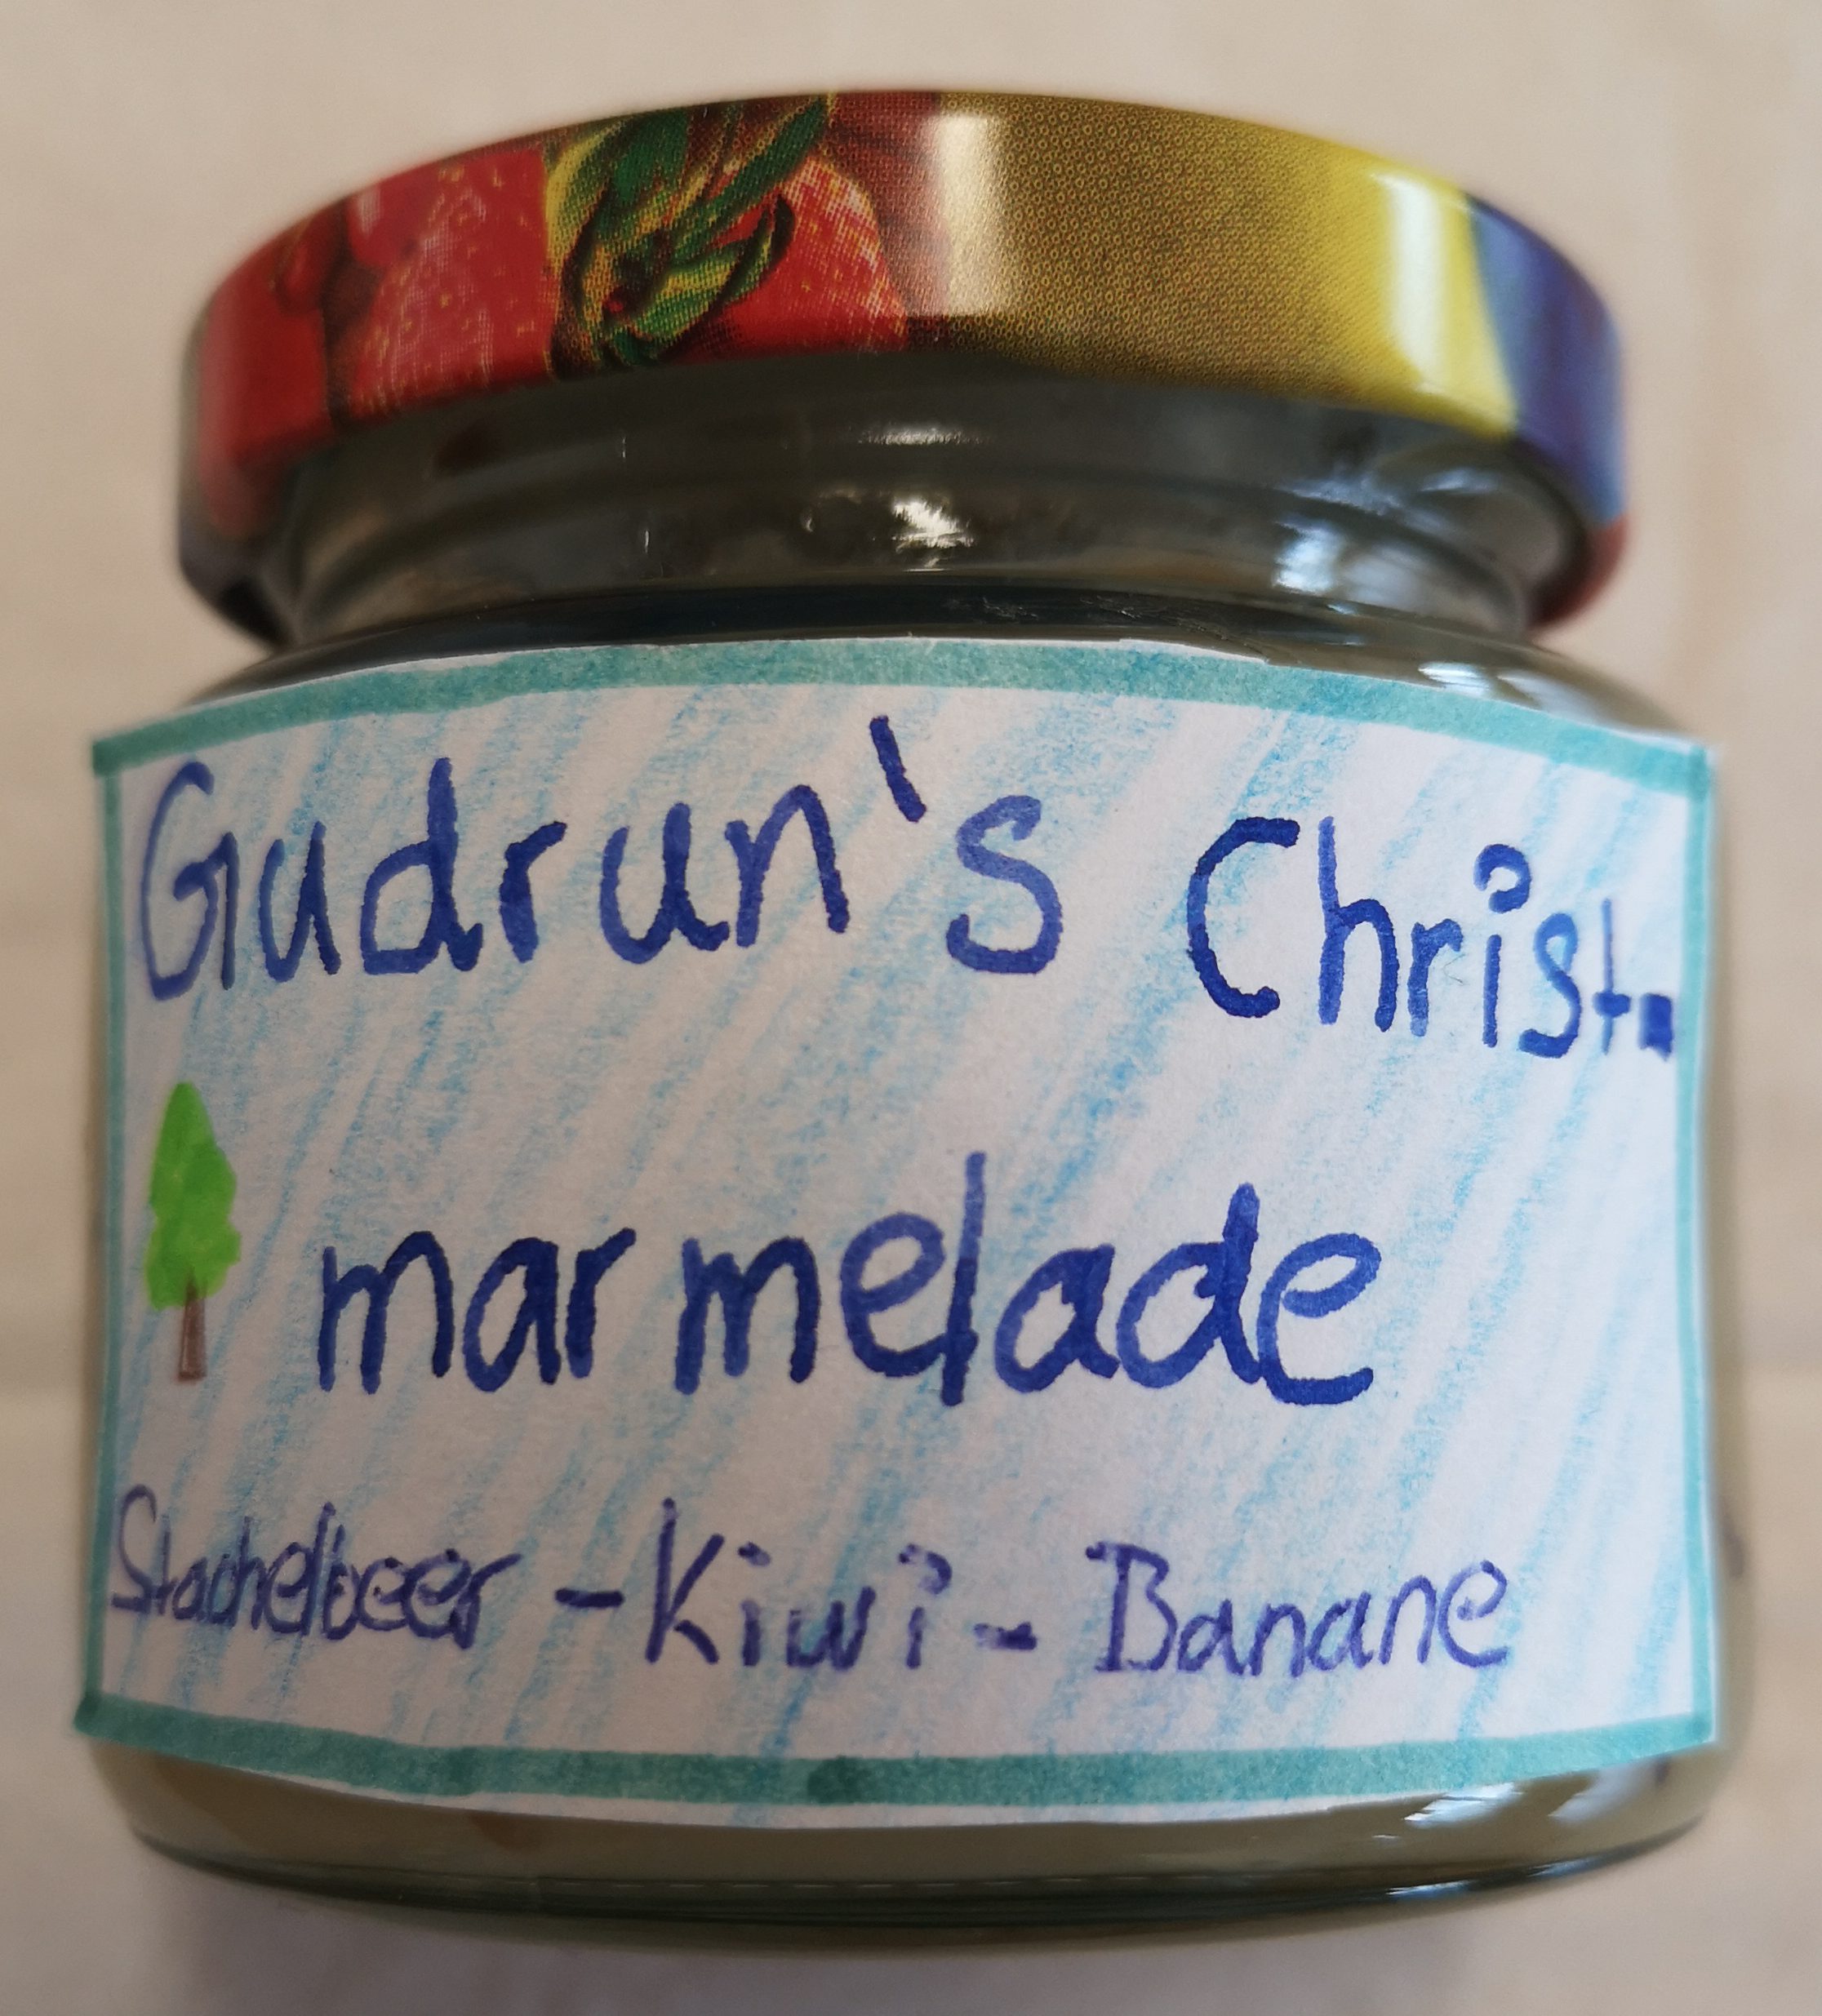 Gudrun's Christ-
marmelade
Stachelbeer - Kiwi - Banane